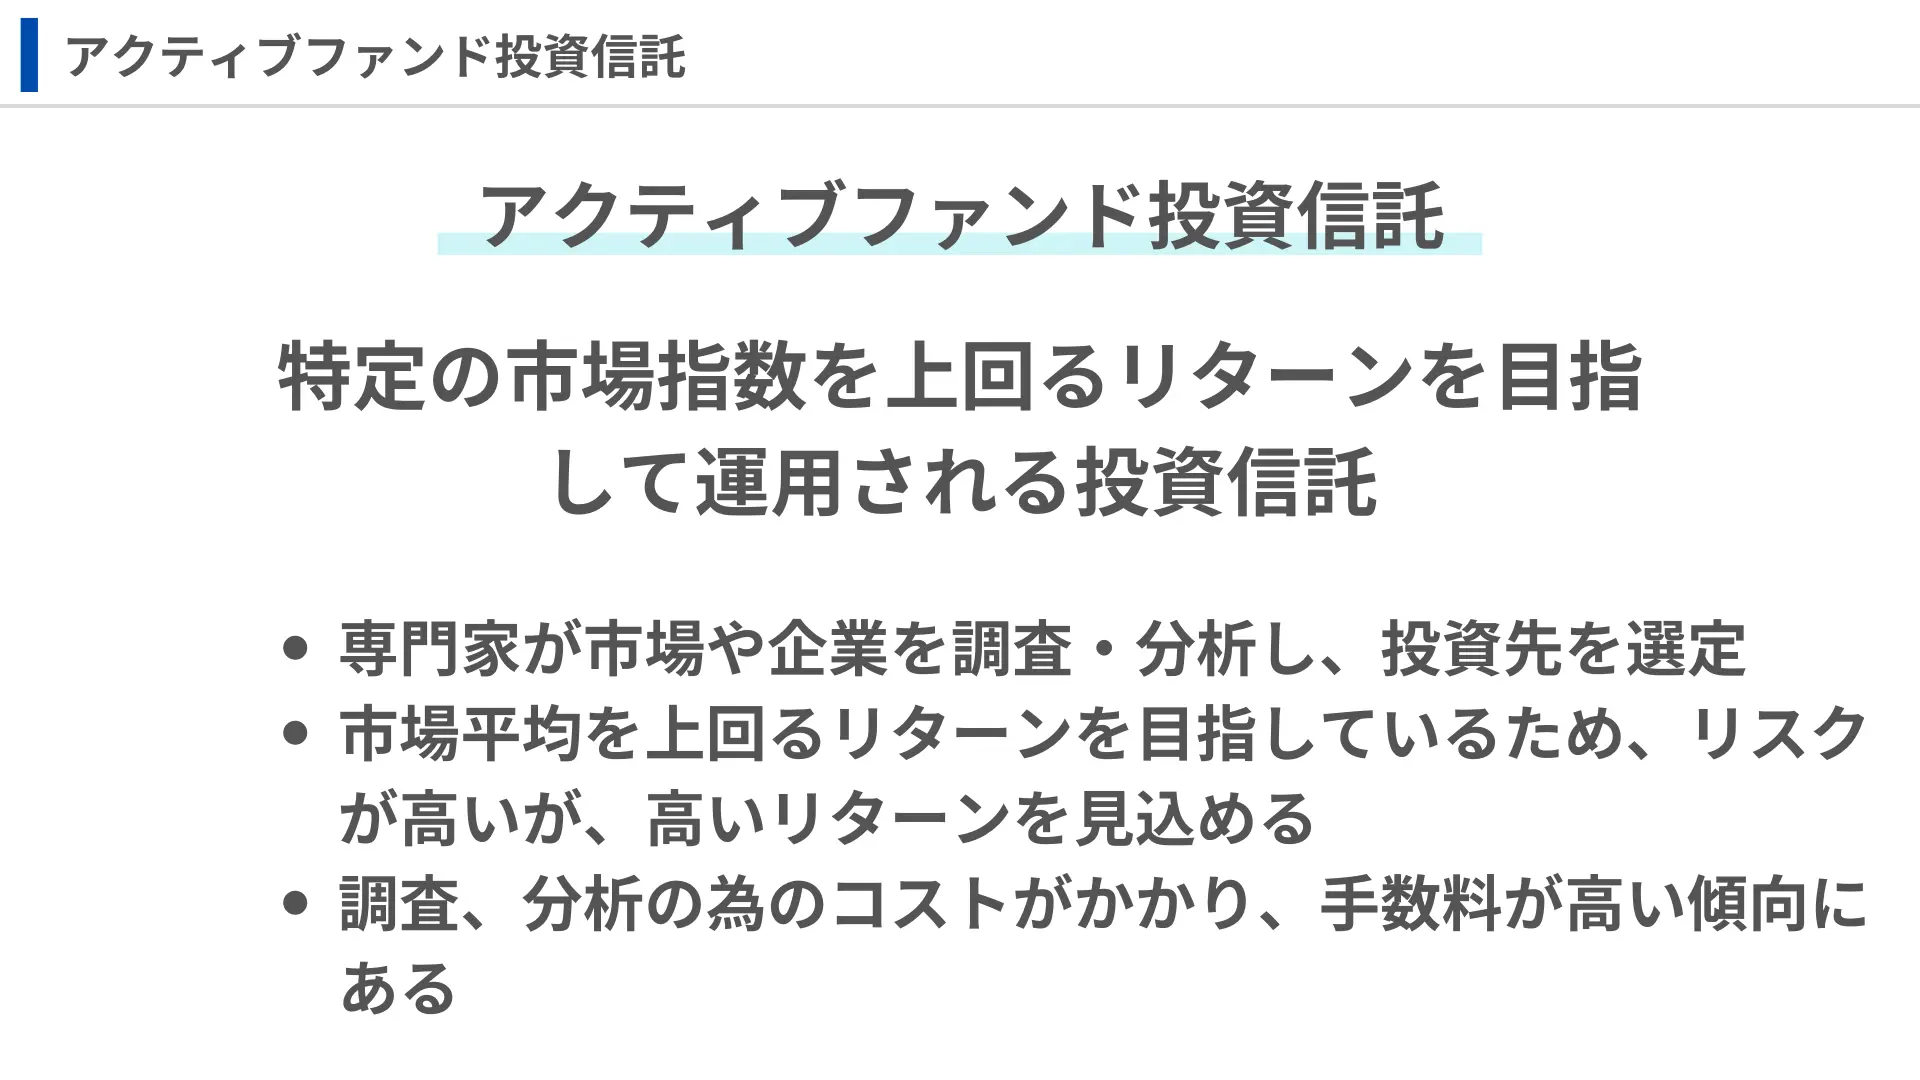 アクティブファンド投資信託
アクティブファンド投資信託
特定の市場指数を上回るリターンを目指
して運用される投資信託
• 専門家が市場や企業を調査・分析し、投資先を選定
• 市場平均を上回るリターンを目指しているため、リスク
が高いが、高いリターンを見込める
• 調査、分析の為のコストがかかり、手数料が高い傾向に
ある